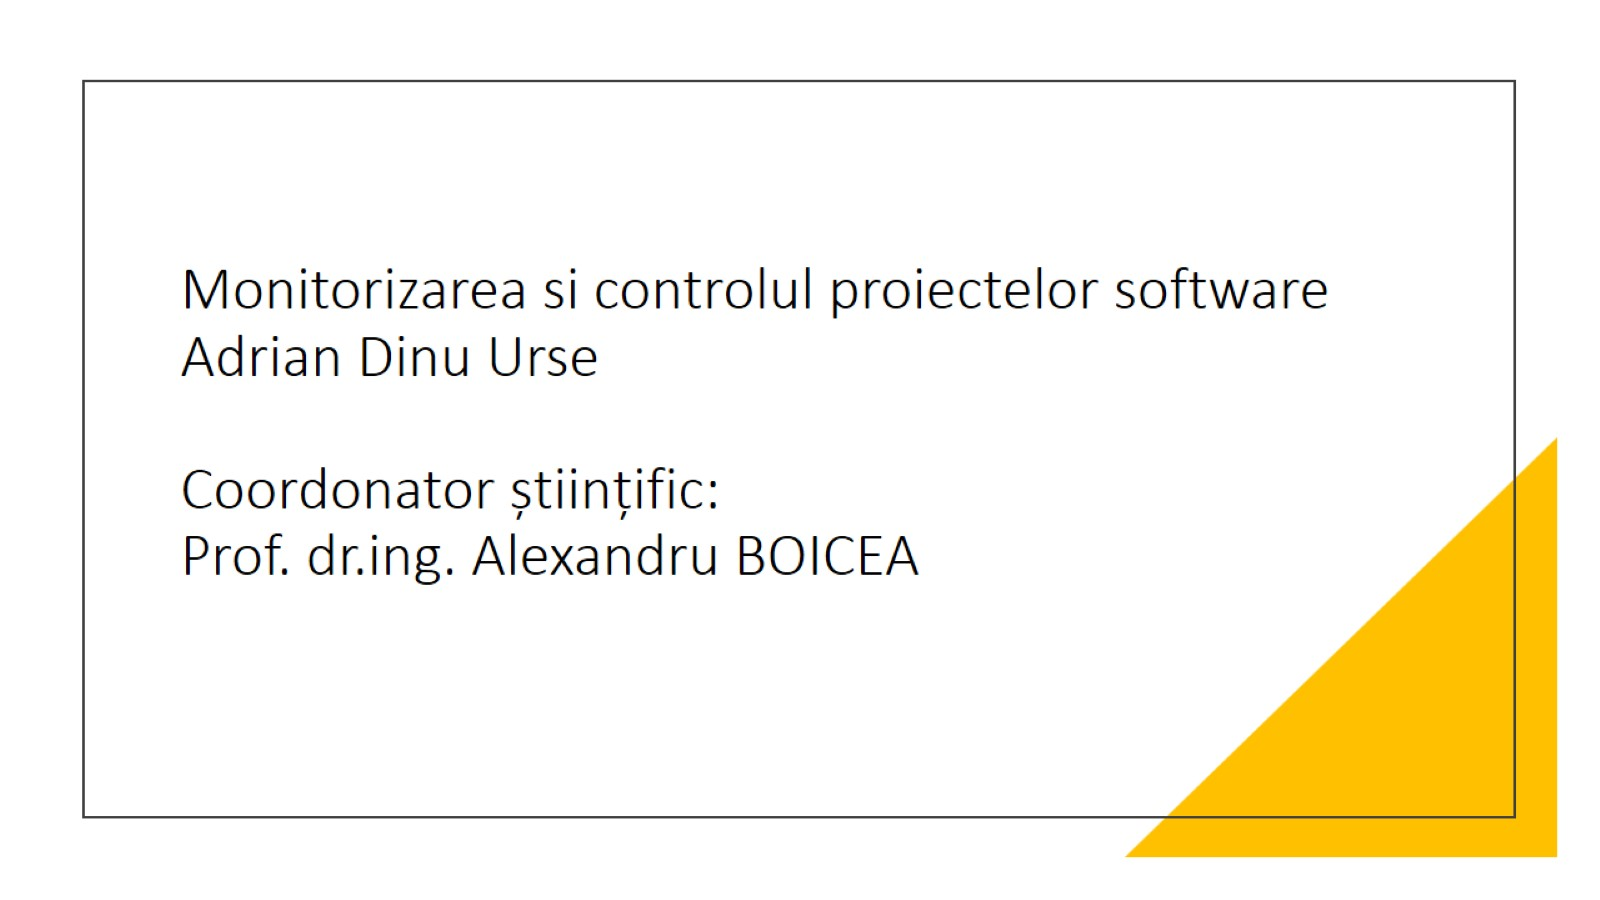 Monitorizarea si controlul proiectelor software
Adrian Dinu Urse
Coordonator științific:
Prof. dr.ing. Alexandru BOICEA